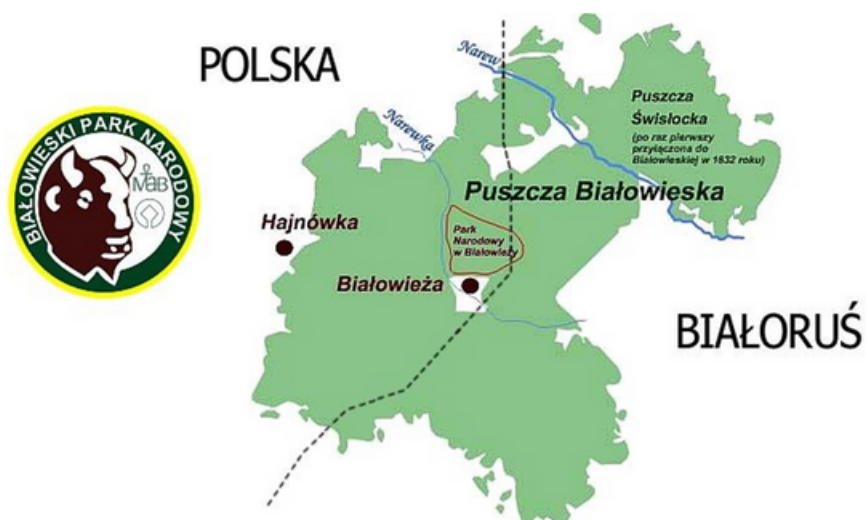 POLSKA
BIAŁOWIESKI PARK NARODOWY
MaB
Narew
Narewka
Puszcza
Świsłocka
(po raz pierwszy
przyłączona do
Białowieskiej w 1632 roku)
Puszcza Białowieska
Hajnówka
Park
Narodowy
w Białowieży
Białowieża
BIAŁORUŚ